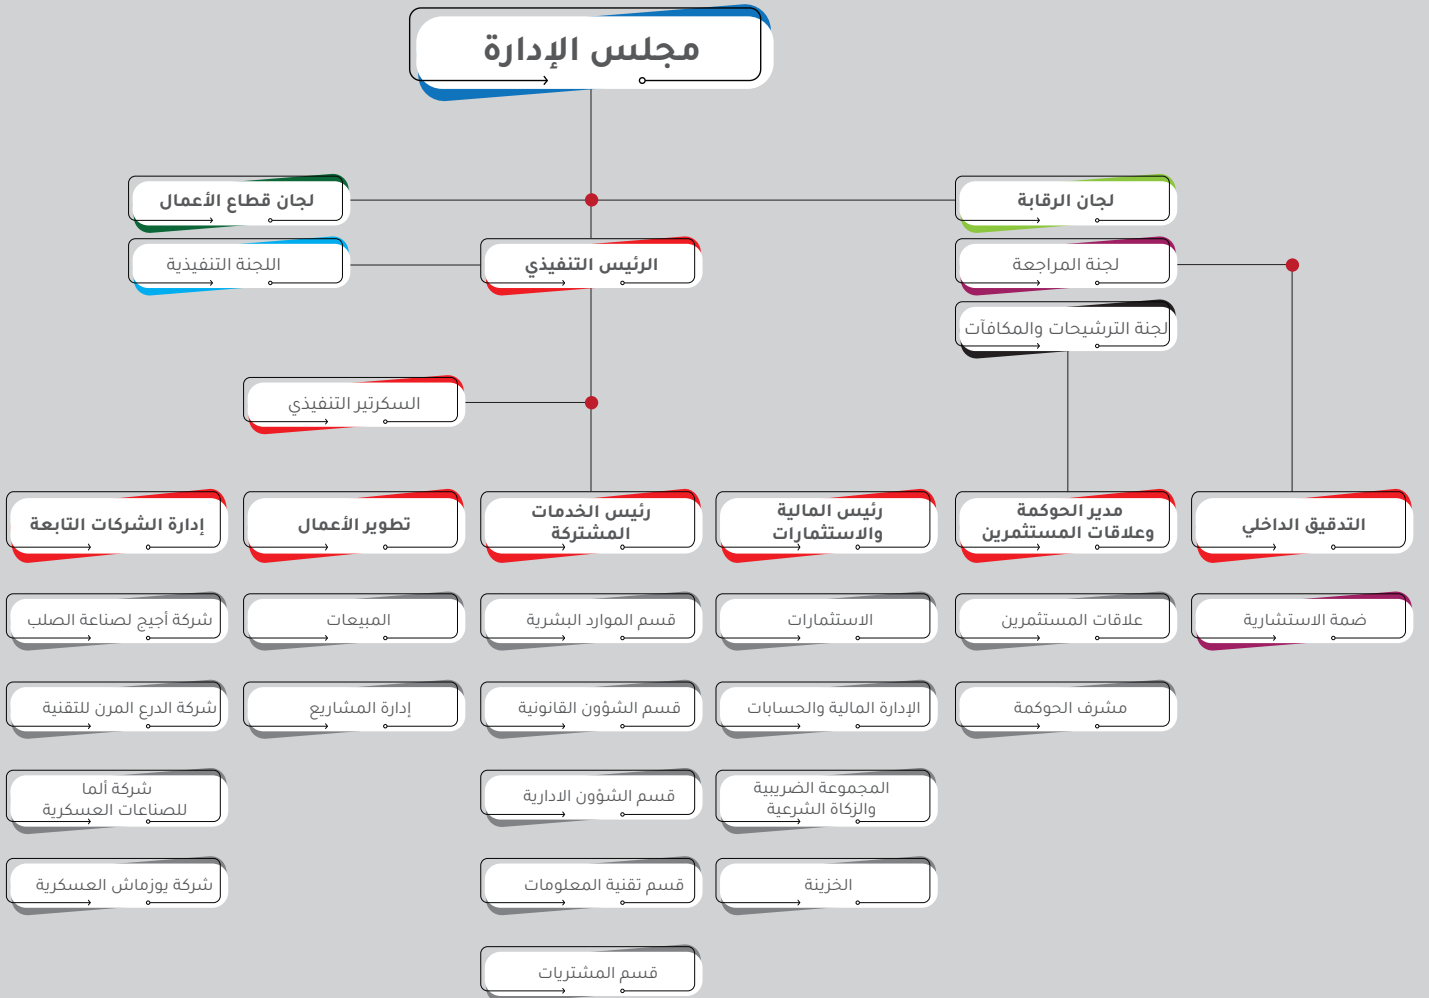 مجلس الإدارة
لجان الرقابة
لجان قطاع الأعمال
لجنة المراجعة
الرئيس التنفيذي
اللجنة التنفيذية
لجنة الترشيحات والمكافآت
السكرتير التنفيذي
التدقيق الداخلي
ضمة الاستشارية
مدير الحوكمة
وعلاقات المستثمرين
علاقات المستثمرين
مشرف الحوكمة
رئيس المالية
والاستثمارات
الاستثمارات
الإدارة المالية والحسابات
المجموعة الضريبية
والزكاة الشرعية
الخزينة
رئيس الخدمات
المشتركة
قسم الموارد البشرية
قسم الشؤون القانونية
قسم الشؤون الادارية
قسم تقنية المعلومات
قسم المشتريات
تطوير الأعمال
المبيعات
إدارة المشاريع
إدارة الشركات التابعة
شركة أجيج لصناعة الصلب
شركة الدرع المرن للتقنية
شركة ألما
للصناعات العسكرية
شركة يوزماش العسكرية